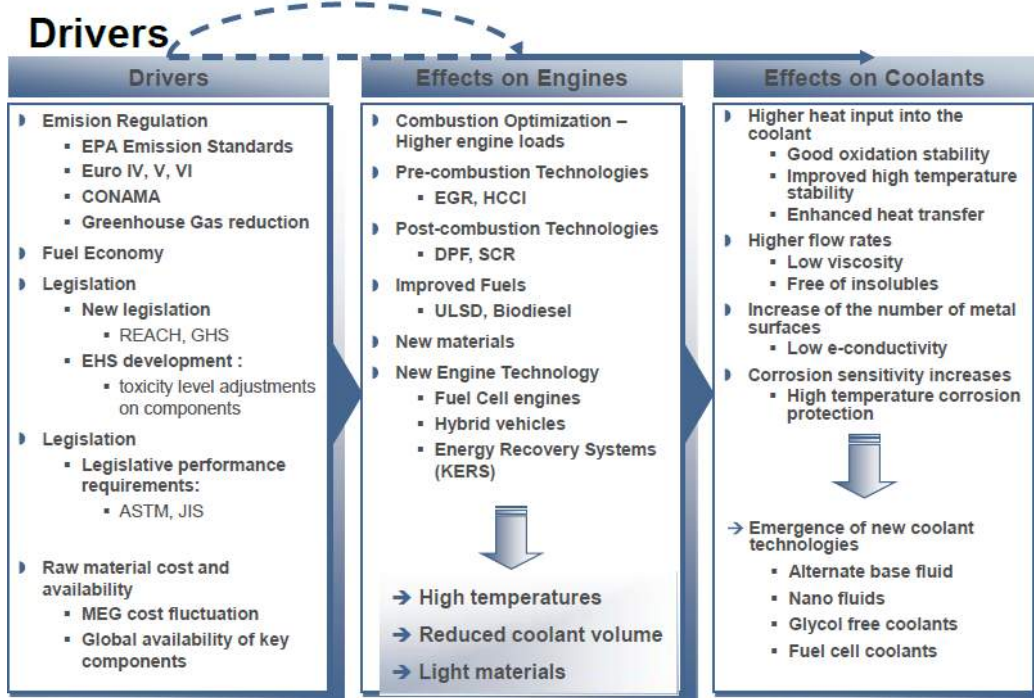 Drivers
Drivers
Emision Regulation
EPA Emission Standards
Euro IV, V, VI
CONAMA
Greenhouse Gas reduction
Fuel Economy
Legislation
New legislation
REACH, GHS
EHS development :
toxicity level adjustments
on components
Legislation
Legislative performance
requirements:
ASTM, JIS
Raw material cost and
availability
MEG cost fluctuation
Global availability of key
components
Effects on Engines
Combustion Optimization –
Higher engine loads
Pre-combustion Technologies
EGR, HCCI
Post-combustion Technologies
DPF, SCR
Improved Fuels
ULSD, Biodiesel
New materials
New Engine Technology
Fuel Cell engines
Hybrid vehicles
Energy Recovery Systems
(KERS)
High temperatures
Reduced coolant volume
Light materials
Effects on Coolants
Higher heat input into the
coolant
Good oxidation stability
Improved high temperature
stability
Enhanced heat transfer
Higher flow rates
Low viscosity
Free of insolubles
Increase of the number of metal
surfaces
Low e-conductivity
Corrosion sensitivity increases
High temperature corrosion
protection
Emergence of new coolant
technologies
Alternate base fluid
Nano fluids
Glycol free coolants
Fuel cell coolants